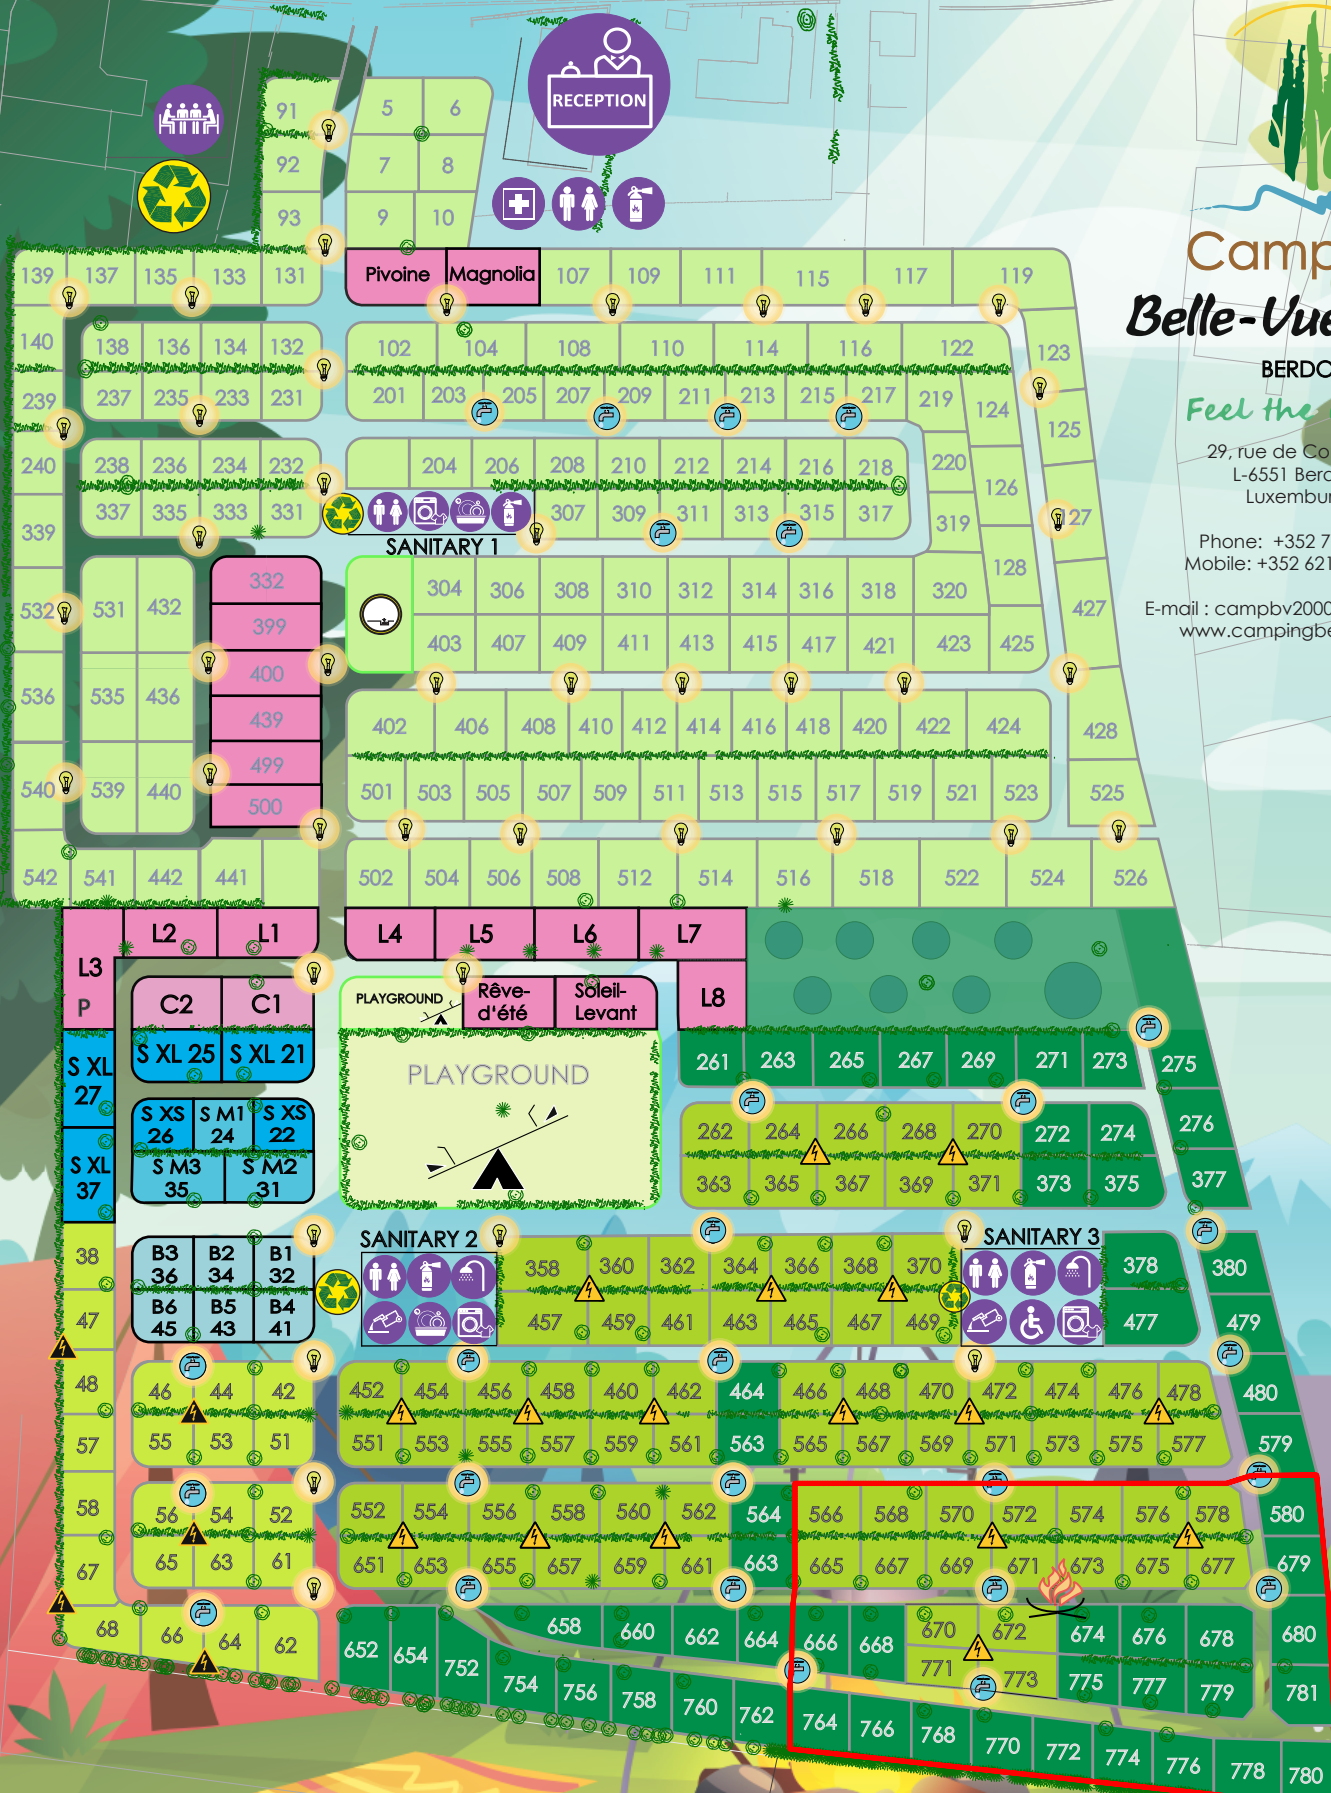 RECEPTION
91 5 6
92 7 8
93 9 10
139 137 135 133 131 Pivoine Magnolia 107 109 111 115 117 119
Camp
Belle-Vue
140 138 136 134 132 102 104 108 110 114 116 122 123
BERDO
239 237 235 233 231 201 203 205 207 209 211 213 215 217 219 124 125
Feel the
29, rue de Co
L-6551 Berd
Luxembur
240 238 236 234 232 204 206 208 210 212 214 216 218 220 126
339 337 335 333 331 307 309 311 313 315 317 319 127
SANITARY 1
Phone: +352 7
Mobile: +352 621
532 531 432 332 304 306 308 310 312 314 316 318 320 128 427
E-mail : campbv2000
www.campingbe
399 403 407 409 411 413 415 417 421 423 425
536 535 436 400
439 402 406 408 410 412 414 416 418 420 422 424 428
540 539 440 499 501 503 505 507 509 511 513 515 517 519 521 523 525
500
542 541 442 441 502 504 506 508 512 514 516 518 522 524 526
L3 L2 L1 L4 L5 L6 L7
P C2 C1 PLAYGROUND Rêve-
d'été Soleil-
Levant L8
S XL
27 S XL 25 S XL 21 PLAYGROUND 261 263 265 267 269 271 273 275
S XS
26 S M1
24 S XS
22 262 264 266 268 270 272 274 276
S XL
37 S M3
35 S M2
31 363 365 367 369 371 373 375 377
SANITARY 2 SANITARY 3
38 B3
36 B2
34 B1
32 358 360 362 364 366 368 370 378 380
47 B6
45 B5
43 B4
41 457 459 461 463 465 467 469 477 479
48 46 44 42 452 454 456 458 460 462 464 466 468 470 472 474 476 478 480
57 55 53 51 551 553 555 557 559 561 563 565 567 569 571 573 575 577 579
58 56 54 52 552 554 556 558 560 562 564 566 568 570 572 574 576 578 580
67 65 63 61 651 653 655 657 659 661 663 665 667 669 671 673 675 677 679
68 66 64 62 652 654 752 658 660 662 664 666 668 670 672 674 676 678 680
754 756 758 760 762 771 773 775 777 779 781
764 766 768 770 772 774 776 778 780